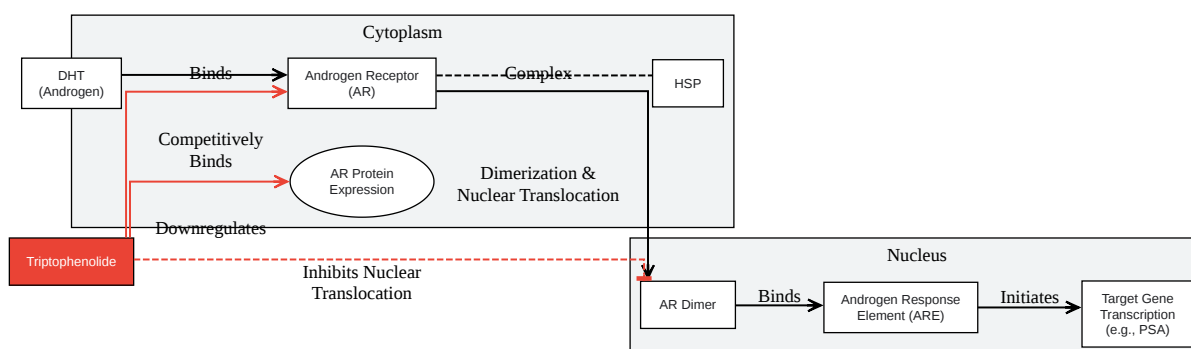 Cytoplasm
DHT
(Androgen)
Binds
Androgen Receptor
(AR)
Complex
HSP
Competitively
Binds
AR Protein
Expression
Dimerization &
Nuclear Translocation
Downregulates
Triptophenolide
Inhibits Nuclear
Translocation
Nucleus
AR Dimer
Binds
Androgen Response
Element (ARE)
Initiates
Target Gene
Transcription
(e.g., PSA)